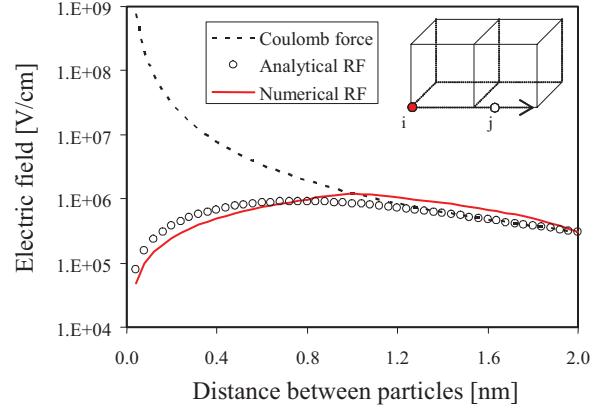 1.E+09
1.E+08
1.E+07
1.E+06
1.E+05
1.E+04
Electric field [V/cm]
Coulomb force
Analytical RF
Numerical RF
i
j
0.0 0.4 0.8 1.2 1.6 2.0
Distance between particles [nm]